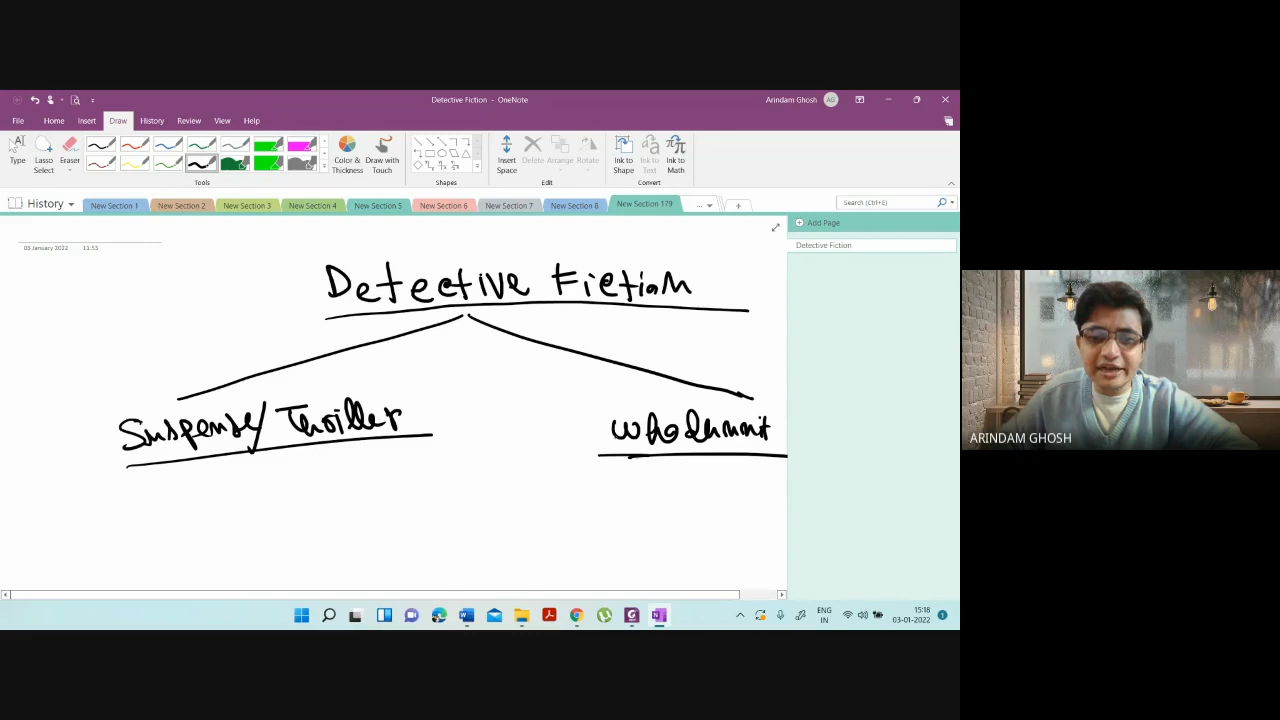 Detective Fiction - OneNote
Arindam Ghosh AG
File Home Insert Draw History Review View Help
Type
Lasso Select
Eraser
Color & Thickness
Draw with Touch
Insert Space
Delete
Arrange
Rotate
Ink to Shape
Ink to Text
Ink to Math
Tools Shapes Edit Convert
History New Section 1 New Section 2 New Section 3 New Section 4 New Section 5 New Section 6 New Section 7 New Section 8 New Section 179 ... + Search (Ctrl+E)
Add Page
03 January 2022 11:53
Detective Fiction
Detective Fiction
Suspense/ Thriller
Whodunnit
ARINDAM GHOSH
ENG IN
15:18
03-01-2022
1